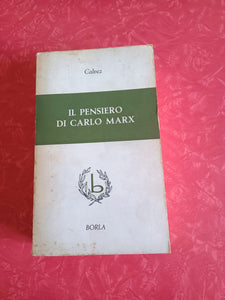 Calvez
IL PENSIERO
DI CARLO MARX
b
BORLA